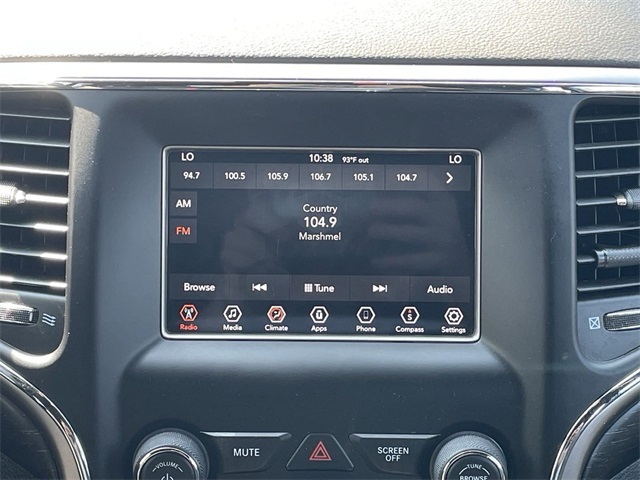 LO 10:38 93°F out LO
94.7 100.5 105.9 106.7 105.1 104.7
AM
FM
Country
104.9
Marshmel
Browse Tune Audio
Radio Media Climate Apps Phone Compass Settings
MUTE SCREEN OFF
VOLUME TUNE
BROWSE